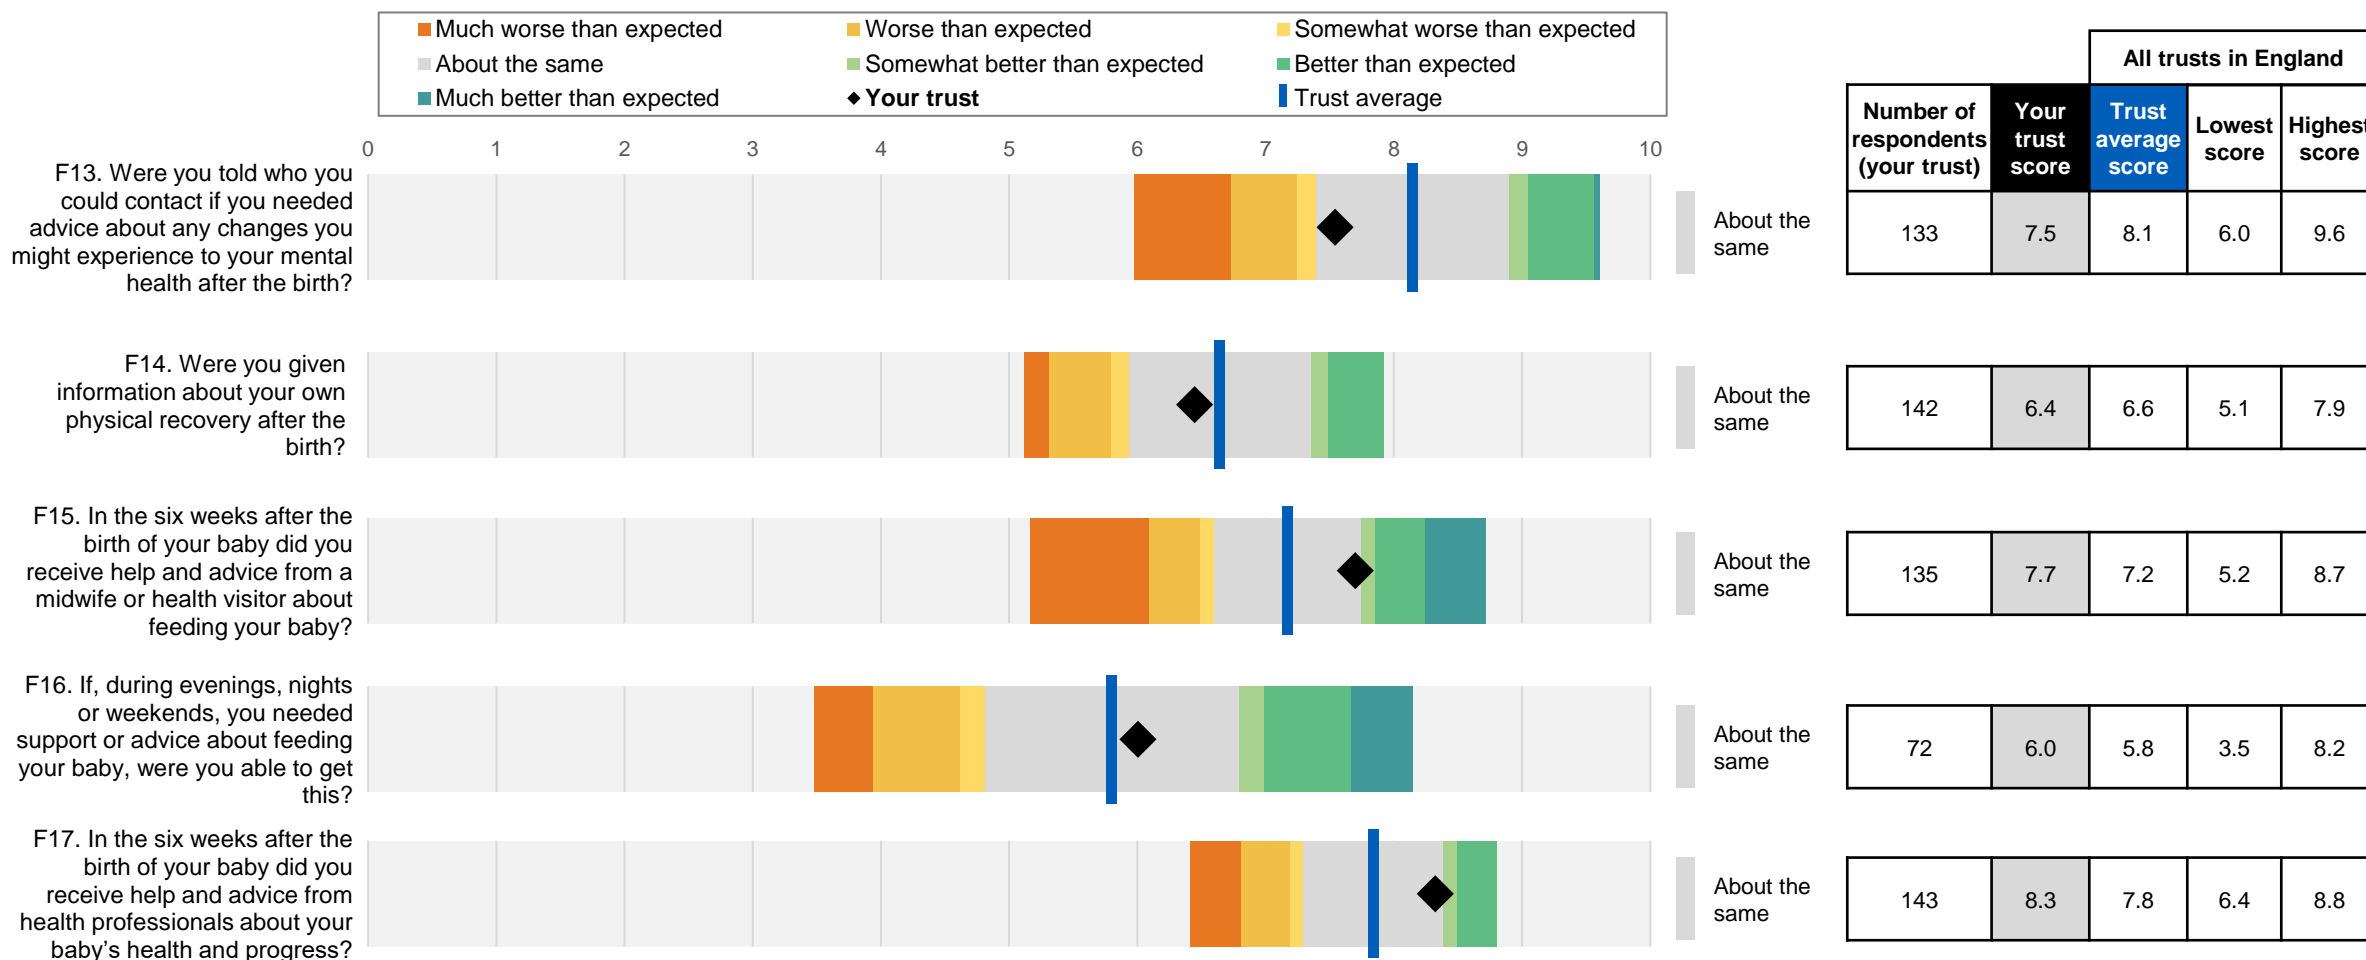 Much worse than expected
Worse than expected
Somewhat worse than expected
About the same
Somewhat better than expected
Better than expected
Much better than expected
Your trust
Trust average
All trusts in England
Number of
respondents
(your trust)
Your
trust
score
Trust
average
score
Lowest
score
Highest
score
0 1 2 3 4 5 6 7 8 9 10
F13. Were you told who you
could contact if you needed
advice about any changes you
might experience to your mental
health after the birth?
About the
same
133 7.5 8.1 6.0 9.6
F14. Were you given
information about your own
physical recovery after the
birth?
About the
same
142 6.4 6.6 5.1 7.9
F15. In the six weeks after the
birth of your baby did you
receive help and advice from a
midwife or health visitor about
feeding your baby?
About the
same
135 7.7 7.2 5.2 8.7
F16. If, during evenings, nights
or weekends, you needed
support or advice about feeding
your baby, were you able to get
this?
About the
same
72 6.0 5.8 3.5 8.2
F17. In the six weeks after the
birth of your baby did you
receive help and advice from
health professionals about your
baby’s health and progress?
About the
same
143 8.3 7.8 6.4 8.8